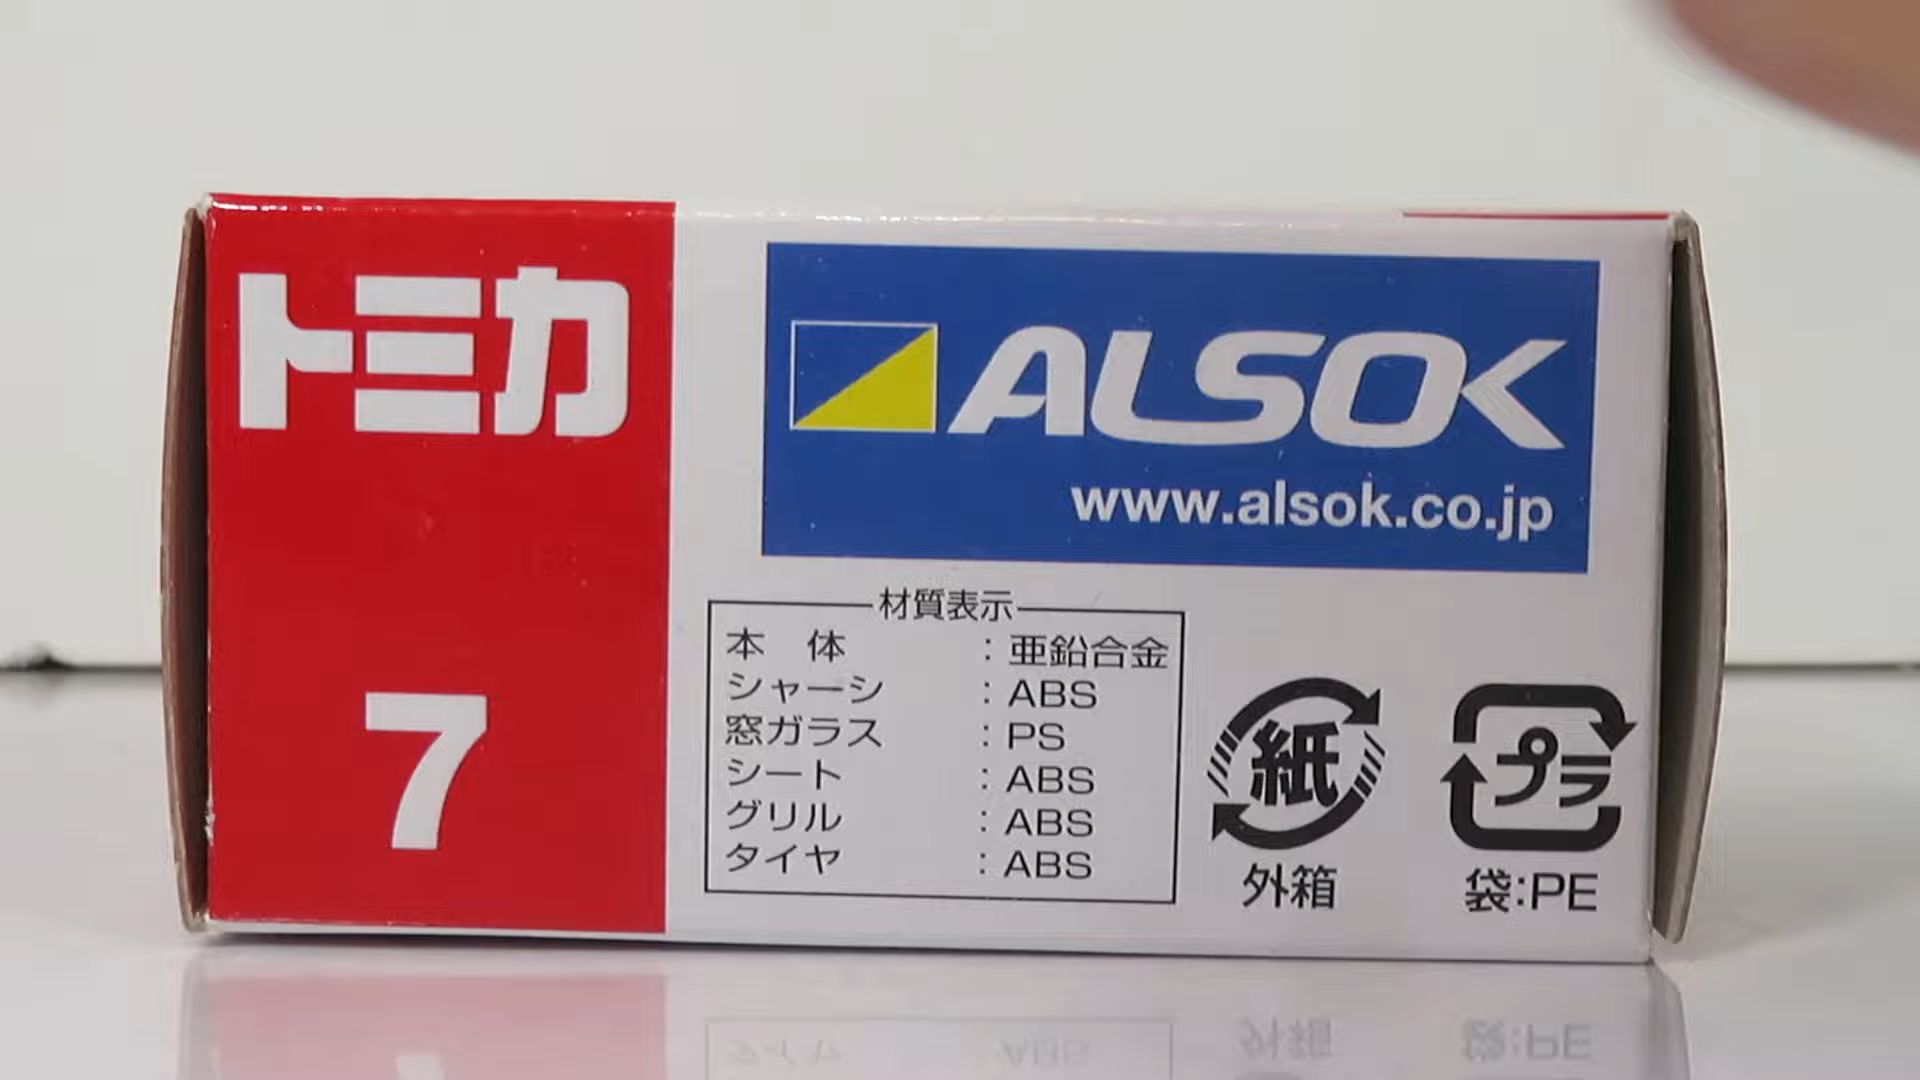 トミカ
7
ALSOK
www.alsok.co.jp
材質表示
本 体 : 亜鉛合金
シャーシ : ABS
窓ガラス : PS
シート : ABS
グリル : ABS
タイヤ : ABS
紙
外箱
プラ
袋:PE